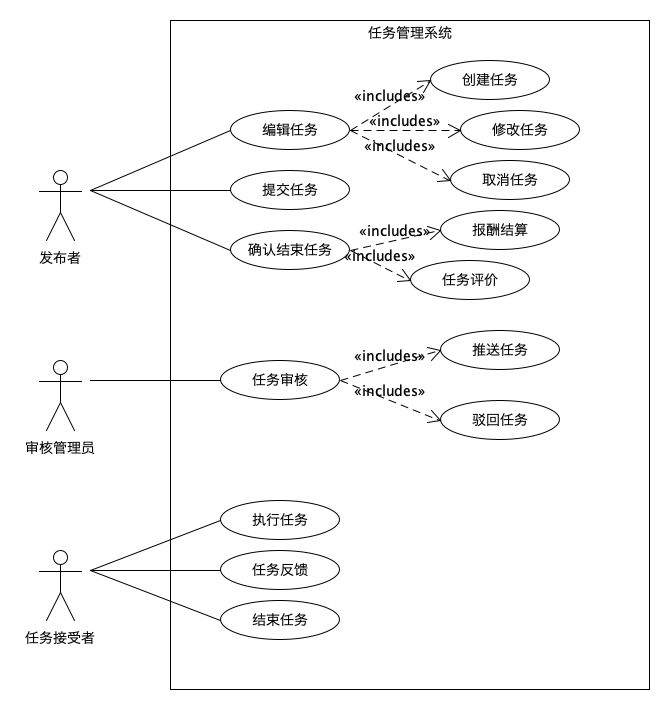 任务管理系统
创建任务
«includes»
编辑任务
«includes»
修改任务
«includes»
取消任务
提交任务
发布者
确认结束任务
«includes»
报酬结算
«includes»
任务评价
审核管理员
任务审核
«includes»
推送任务
«includes»
驳回任务
执行任务
任务反馈
任务接受者
结束任务